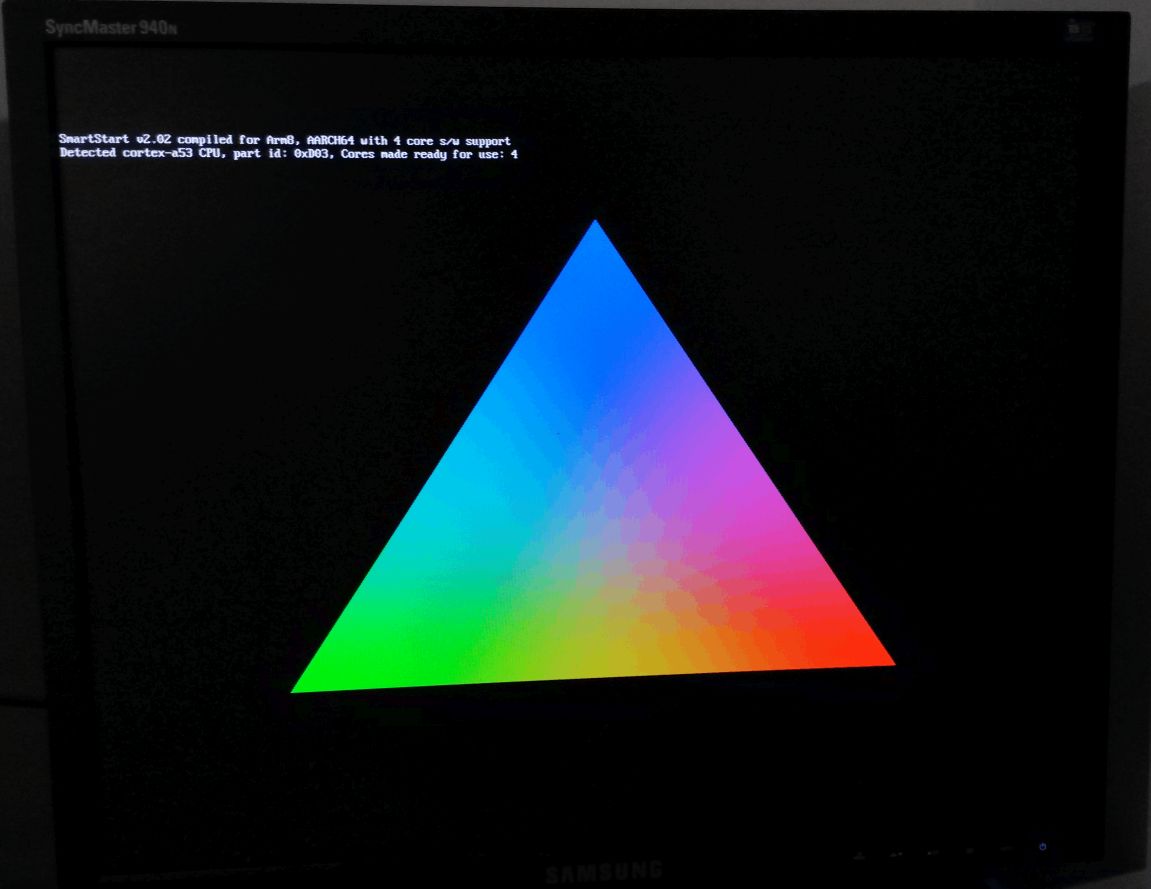 SyncMaster 940N
SmartStart v2.02 compiled for Arm8, AARCH64 with 4 core s/w support
Detected cortex-a53 CPU, part id: 0xD03, Cores made ready for use: 4
SAMSUNG